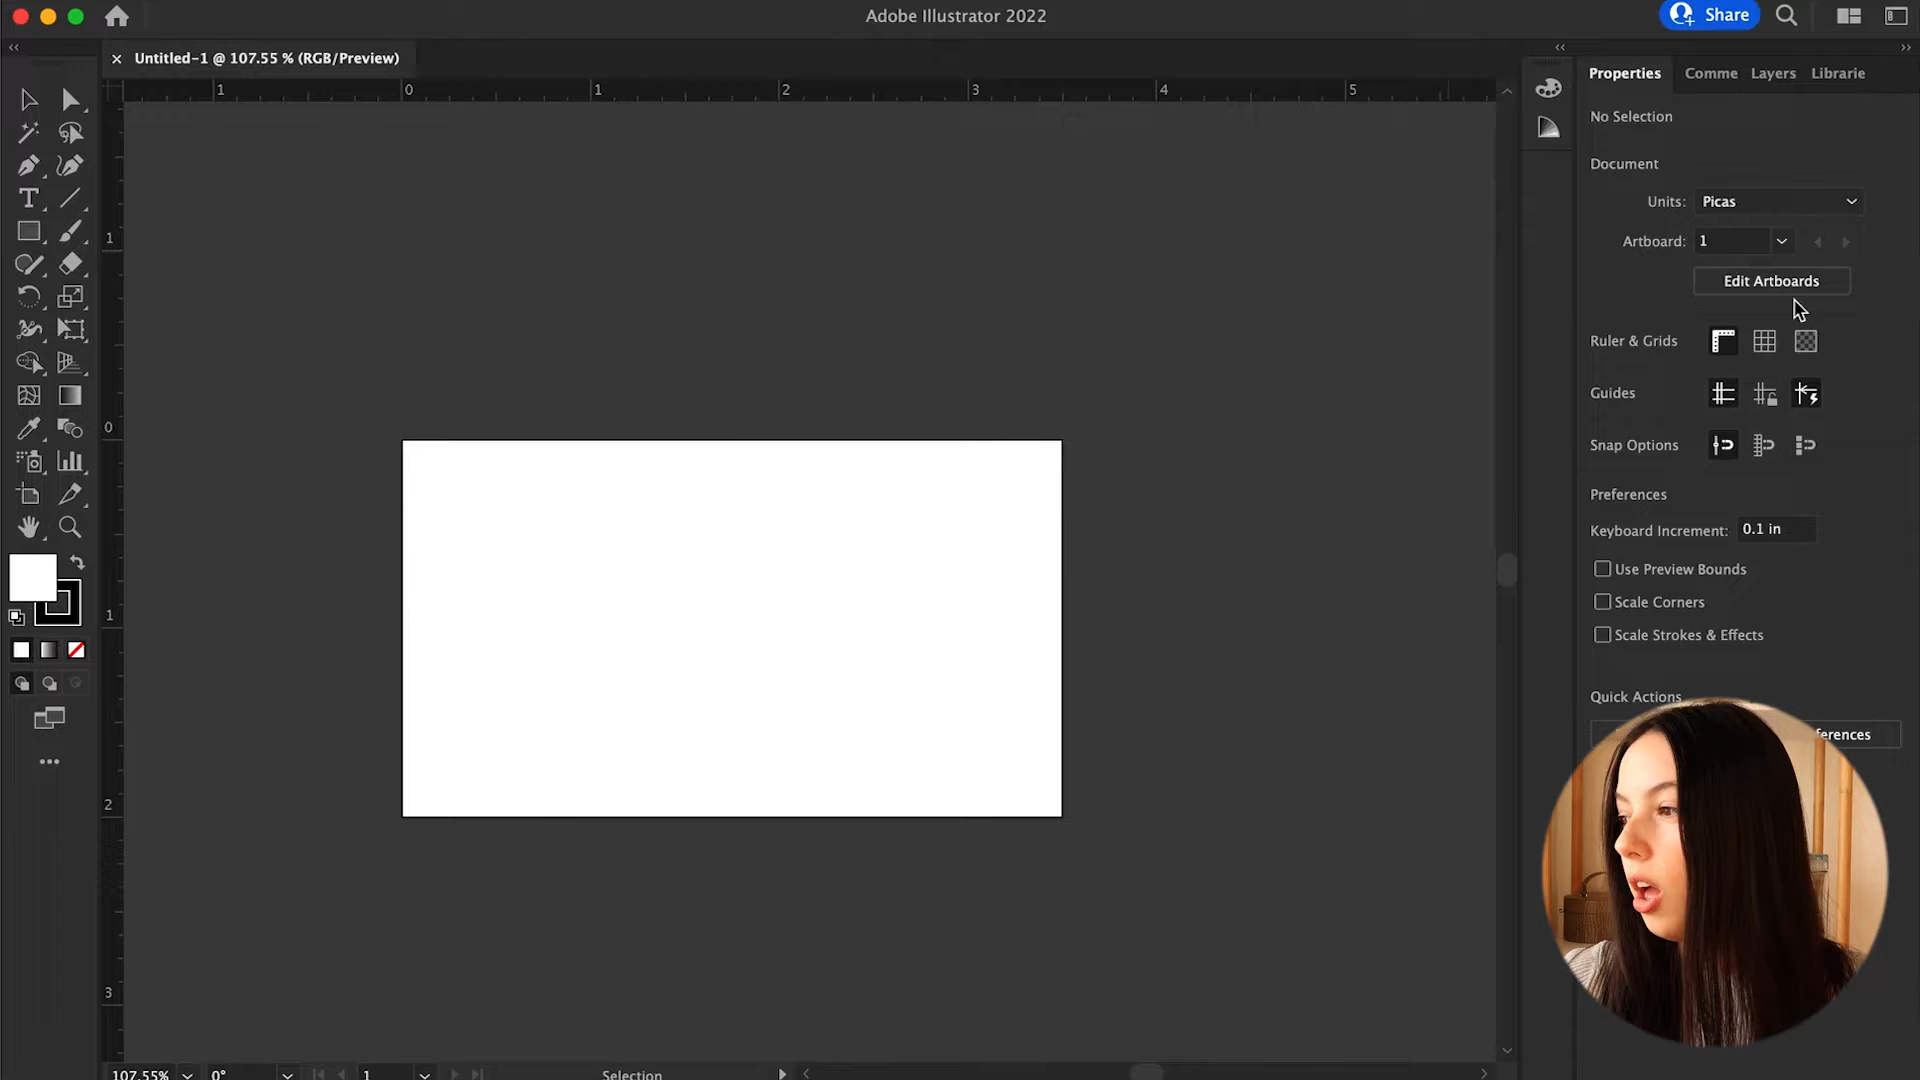 Adobe Illustrator 2022
Share
Untitled-1 @ 107.55 % (RGB/Preview)
1 0 1 2 3 4 5
1
0
1
2
3
Properties Comme Layers Librarie
No Selection
Document
Units: Picas
Artboard: 1
Edit Artboards
Ruler & Grids
Guides
Snap Options
Preferences
Keyboard Increment: 0.1 in
Use Preview Bounds
Scale Corners
Scale Strokes & Effects
Quick Actions
ferences
107.55% 0° 1 Selection